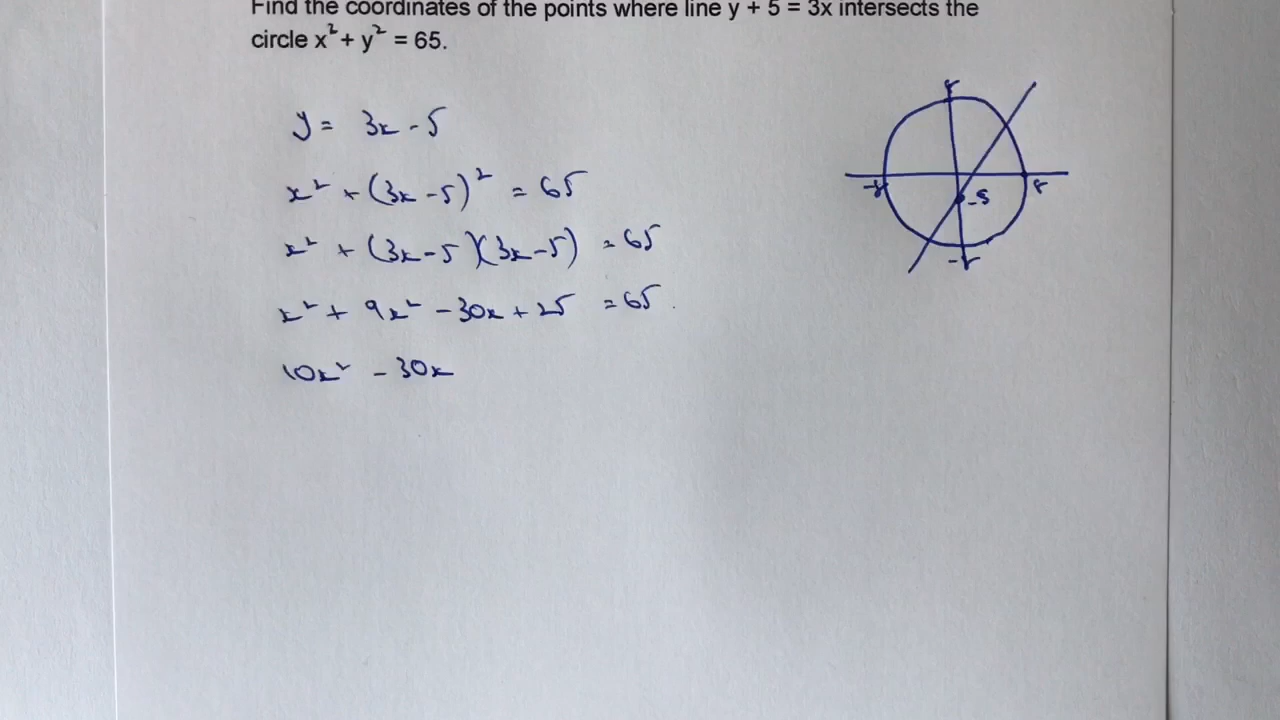 Find the coordinates of the points where line y + 5 = 3x intersects the
circle x² + y² = 65.
y = 3x - 5
x² + (3x - 5)² = 65
x² + (3x - 5)(3x - 5) = 65
x² + 9x² - 30x + 25 = 65
10x² - 30x
r
-r
r
-5
-r